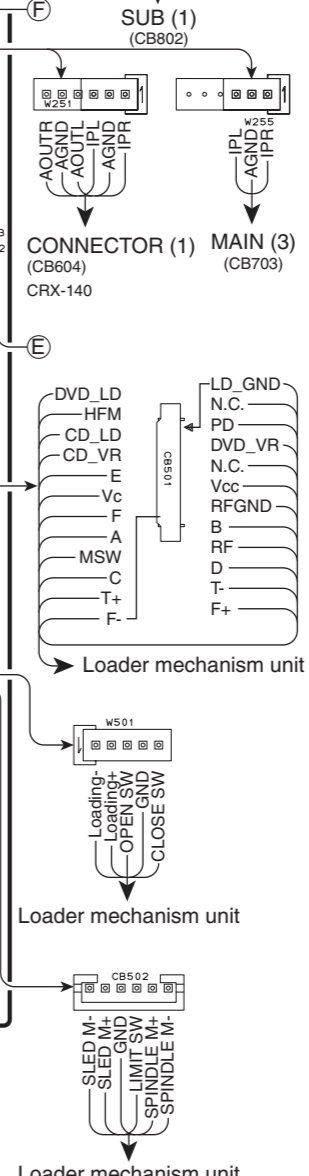 F
SUB (1)
(CB802)
W251
1
W255
1
AOUTR
AGND
AOUTL
IPL
AGND
IPR
IPL
AGND
IPR
CONNECTOR (1)
(CB604)
CRX-140
MAIN (3)
(CB703)
E
DVD_LD
HFM
CD_LD
CD_VR
E
Vc
F
A
MSW
C
T+
F-
CB501
LD_GND
N.C.
PD
DVD_VR
N.C.
Vcc
RFGND
B
RF
D
T-
F+
Loader mechanism unit
W501
1
Loading-
Loading+
OPEN SW
GND
CLOSE SW
Loader mechanism unit
CB502
SLED M-
SLED M+
GND
LIMIT SW
SPINDLE M+
SPINDLE M-
Loader mechanism unit